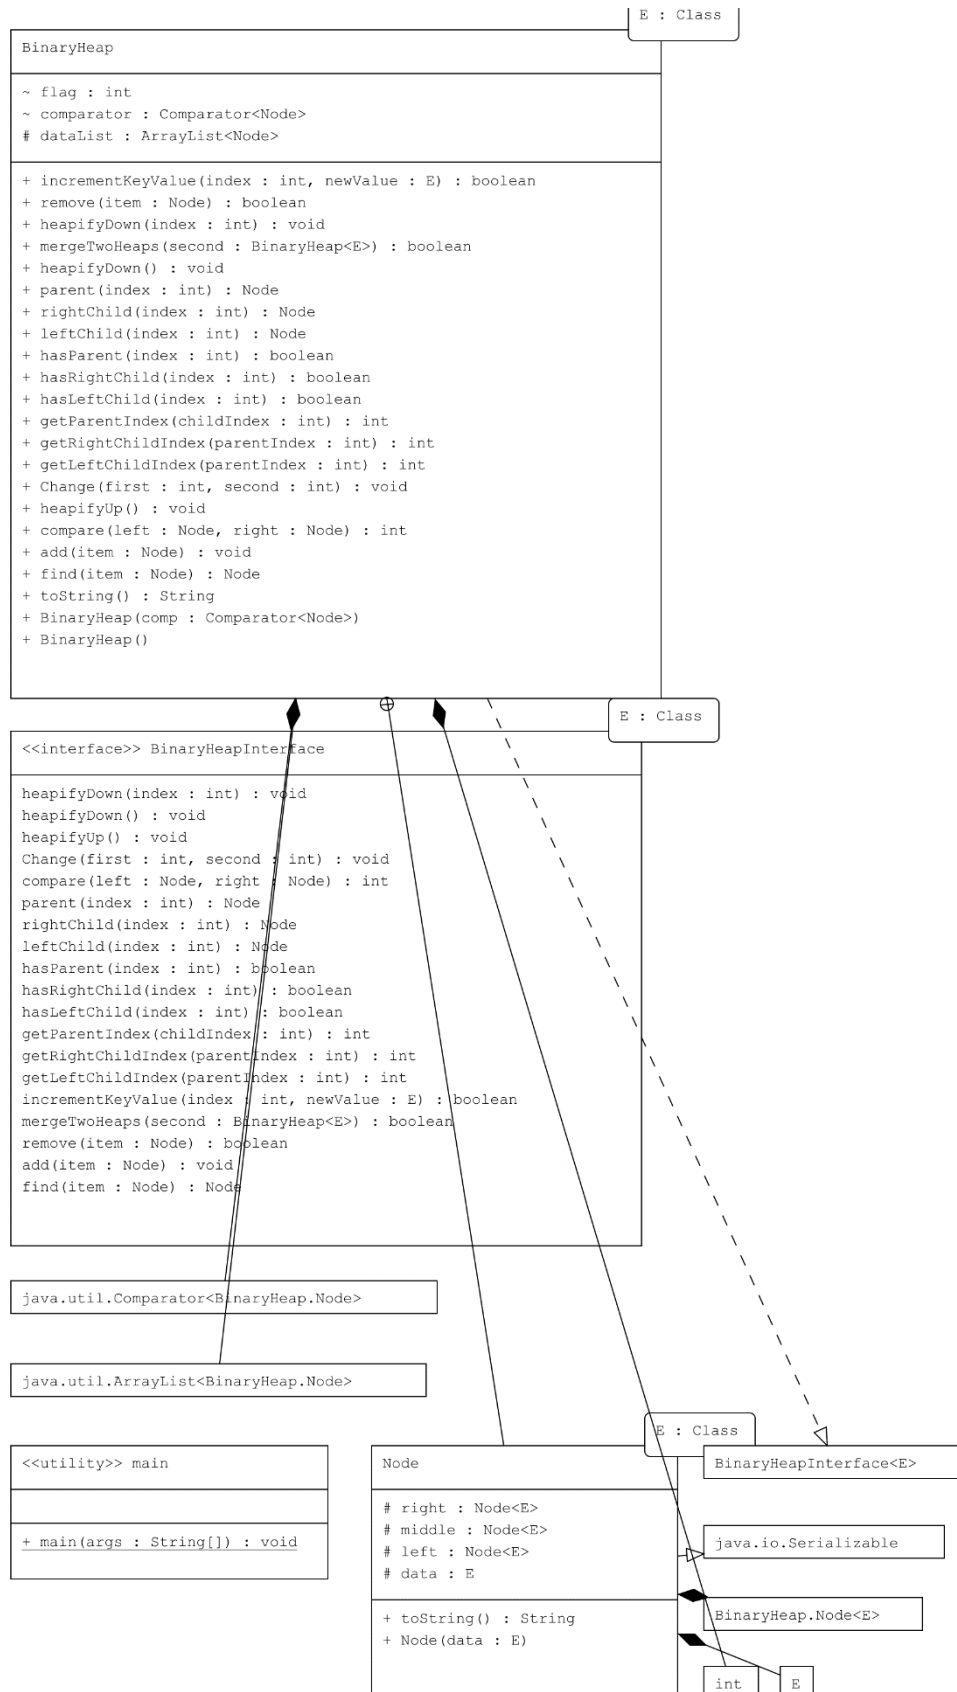 E : Class
BinaryHeap
~ flag : int
~ comparator : Comparator<Node>
# dataList : ArrayList<Node>
+ incrementKeyValue(index : int, newValue : E) : boolean
+ remove(item : Node) : boolean
+ heapifyDown(index : int) : void
+ mergeTwoHeaps(second : BinaryHeap<E>) : boolean
+ heapifyDown() : void
+ parent(index : int) : Node
+ rightChild(index : int) : Node
+ leftChild(index : int) : Node
+ hasParent(index : int) : boolean
+ hasRightChild(index : int) : boolean
+ hasLeftChild(index : int) : boolean
+ getParentIndex(childIndex : int) : int
+ getRightChildIndex(parentIndex : int) : int
+ getLeftChildIndex(parentIndex : int) : int
+ Change(first : int, second : int) : void
+ heapifyUp() : void
+ compare(left : Node, right : Node) : int
+ add(item : Node) : void
+ find(item : Node) : Node
+ toString() : String
+ BinaryHeap(comp : Comparator<Node>)
+ BinaryHeap()
E : Class
<<interface>> BinaryHeapInterface
heapifyDown(index : int) : void
heapifyDown() : void
heapifyUp() : void
Change(first : int, second : int) : void
compare(left : Node, right : Node) : int
parent(index : int) : Node
rightChild(index : int) : Node
leftChild(index : int) : Node
hasParent(index : int) : boolean
hasRightChild(index : int) : boolean
hasLeftChild(index : int) : boolean
getParentIndex(childIndex : int) : int
getRightChildIndex(parentIndex : int) : int
getLeftChildIndex(parentIndex : int) : int
incrementKeyValue(index : int, newValue : E) : boolean
mergeTwoHeaps(second : BinaryHeap<E>) : boolean
remove(item : Node) : boolean
add(item : Node) : void
find(item : Node) : Node
java.util.Comparator<BinaryHeap.Node>
java.util.ArrayList<BinaryHeap.Node>
<<utility>> main
+ main(args : String[]) : void
E : Class
Node
# right : Node<E>
# middle : Node<E>
# left : Node<E>
# data : E
+ toString() : String
+ Node(data : E)
BinaryHeapInterface<E>
java.io.Serializable
BinaryHeap.Node<E>
int
E